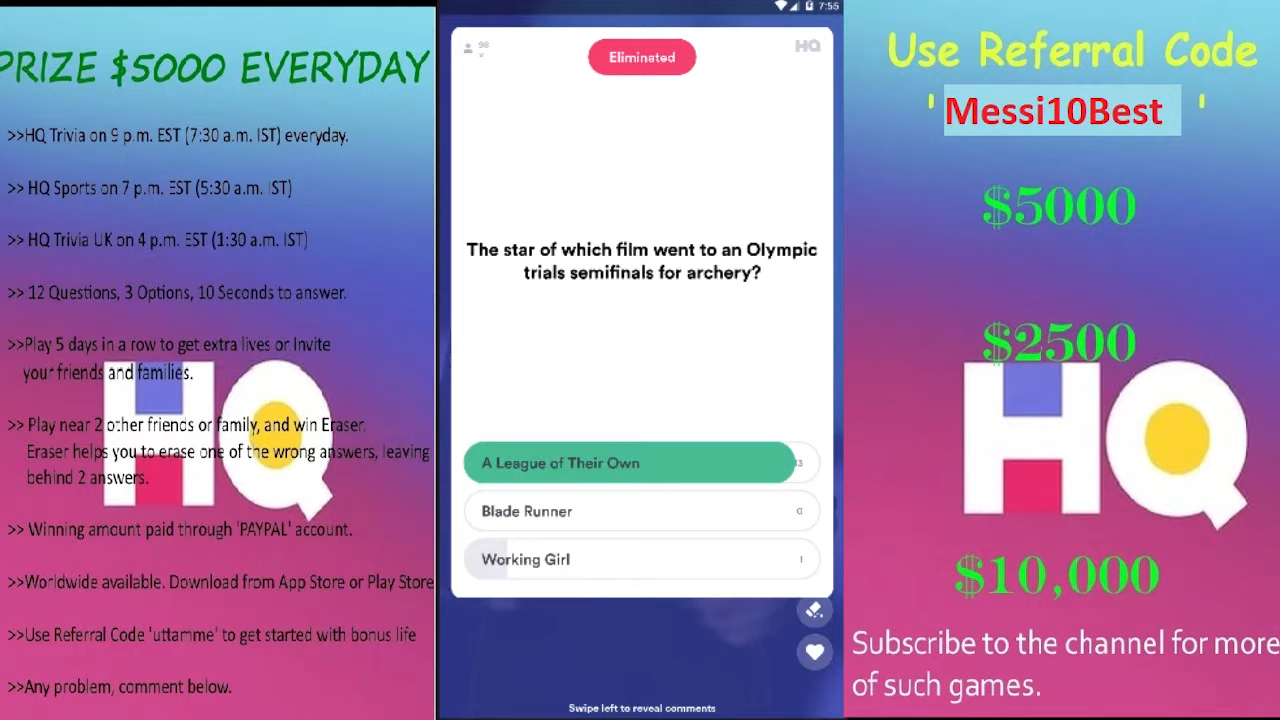 PRIZE $5000 EVERYDAY
>>HQ Trivia on 9 p.m. EST (7:30 a.m. IST) everyday.
>> HQ Sports on 7 p.m. EST (5:30 a.m. IST)
>> HQ Trivia UK on 4 p.m. EST (1:30 a.m. IST)
>> 12 Questions, 3 Options, 10 Seconds to answer.
>>Play 5 days in a row to get extra lives or Invite
your friends and families.
>> Play near 2 other friends or family, and win Eraser.
Eraser helps you to erase one of the wrong answers, leaving
behind 2 answers.
>> Winning amount paid through 'PAYPAL' account.
>>Worldwide available. Download from App Store or Play Store
>>Use Referral Code 'uttamme' to get started with bonus life
>>Any problem, comment below.
HQ
7:55
98
Eliminated
HQ
The star of which film went to an Olympic
trials semifinals for archery?
A League of Their Own
Blade Runner 0
Working Girl 1
Swipe left to reveal comments
Use Referral Code
' Messi10Best '
$5000
$2500
HQ
$10,000
Subscribe to the channel for more
of such games.